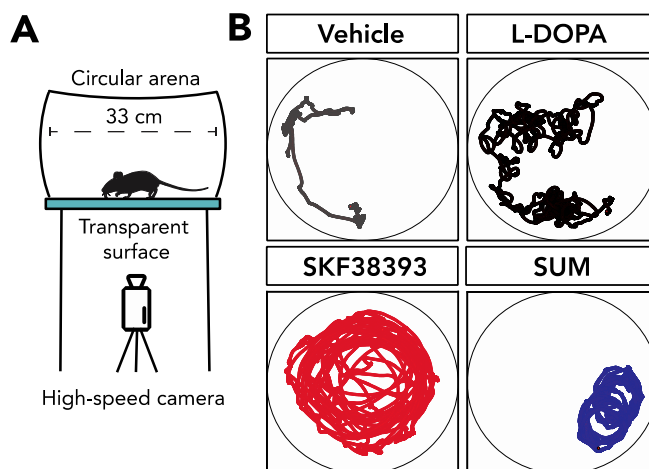 A
Circular arena
33 cm
Transparent
surface
High-speed camera
B
Vehicle
L-DOPA
SKF38393
SUM